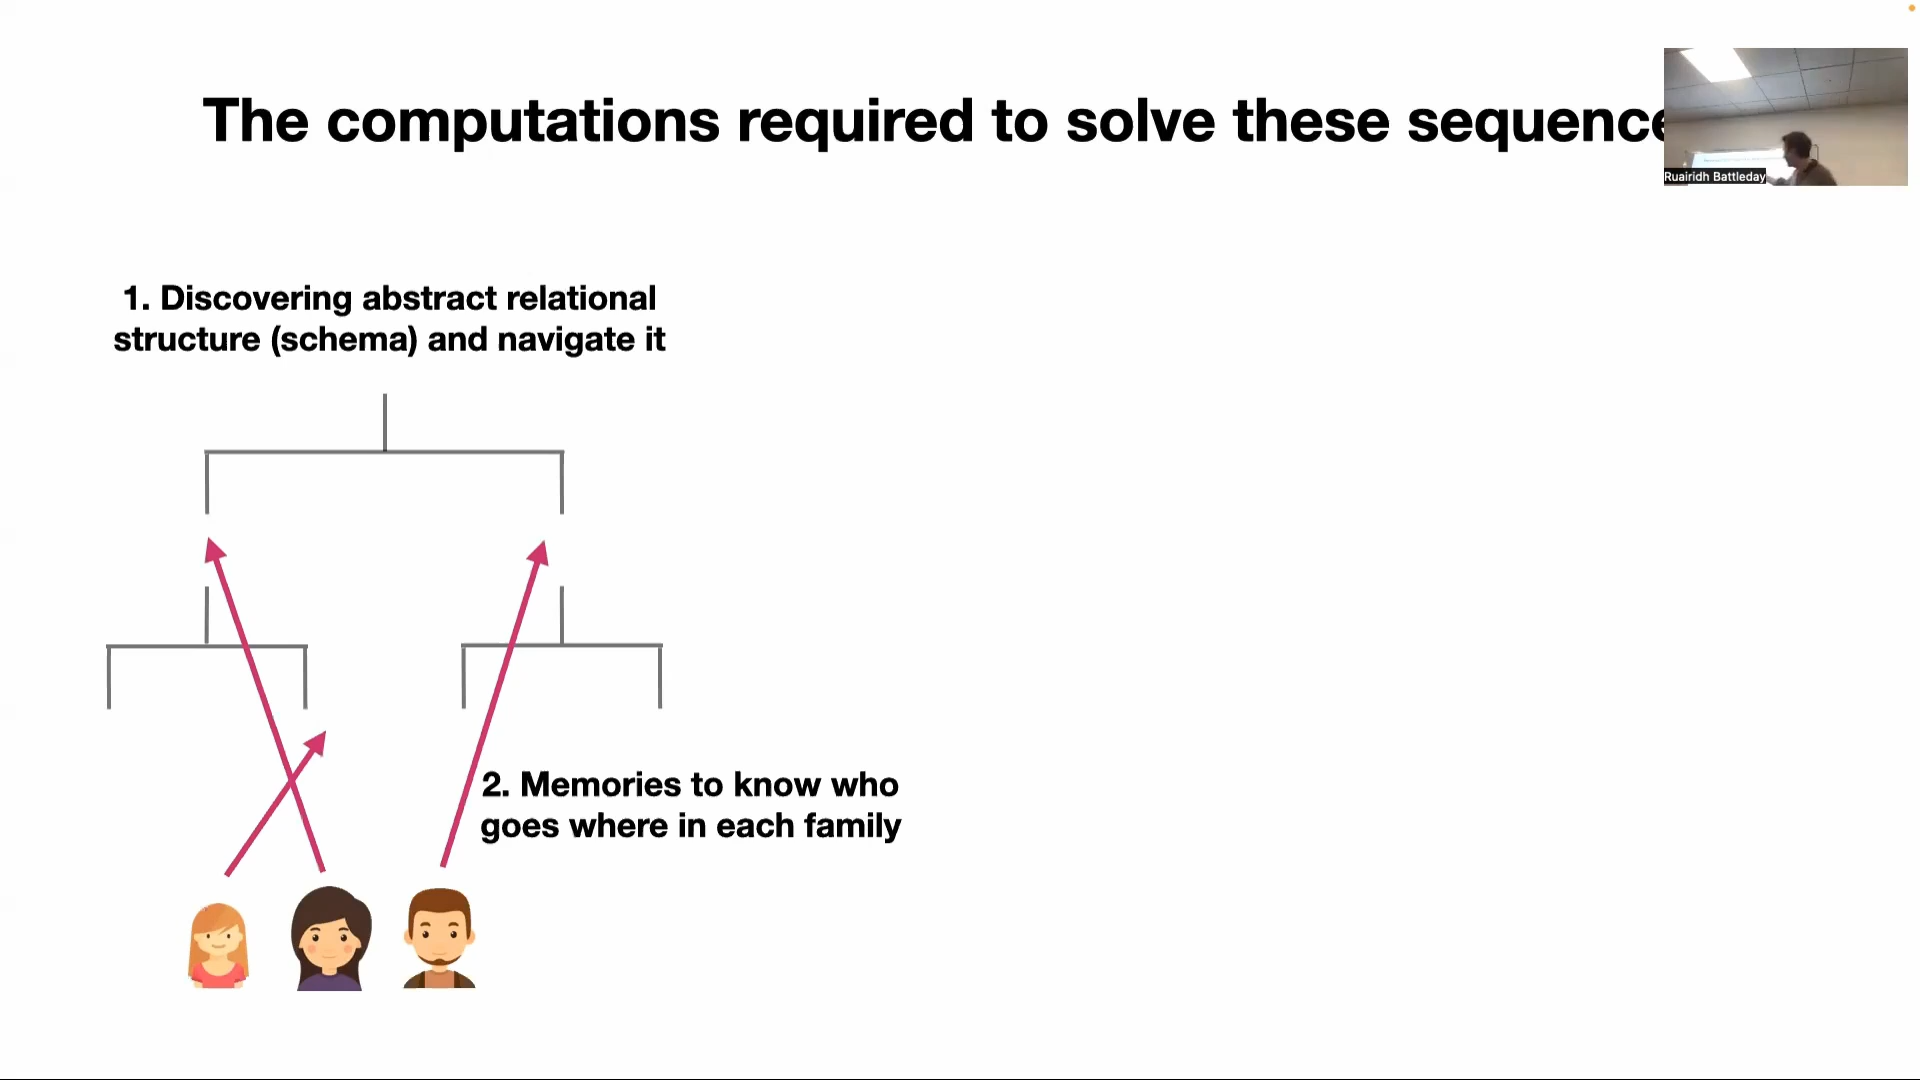 The computations required to solve these sequence
Ruairidh Battleday
1. Discovering abstract relational
structure (schema) and navigate it
2. Memories to know who
goes where in each family